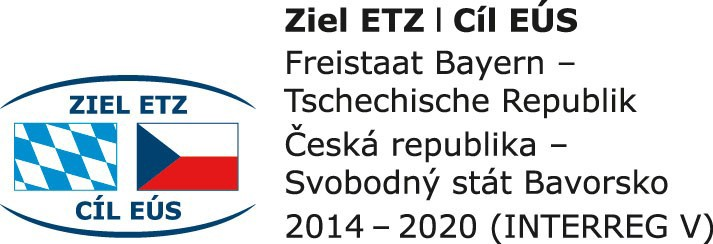 Ziel ETZ | Cíl EÚS
Freistaat Bayern –
Tschechische Republik
Česká republika –
Svobodný stát Bavorsko
2014 – 2020 (INTERREG V)
ZIEL ETZ
CÍL EÚS